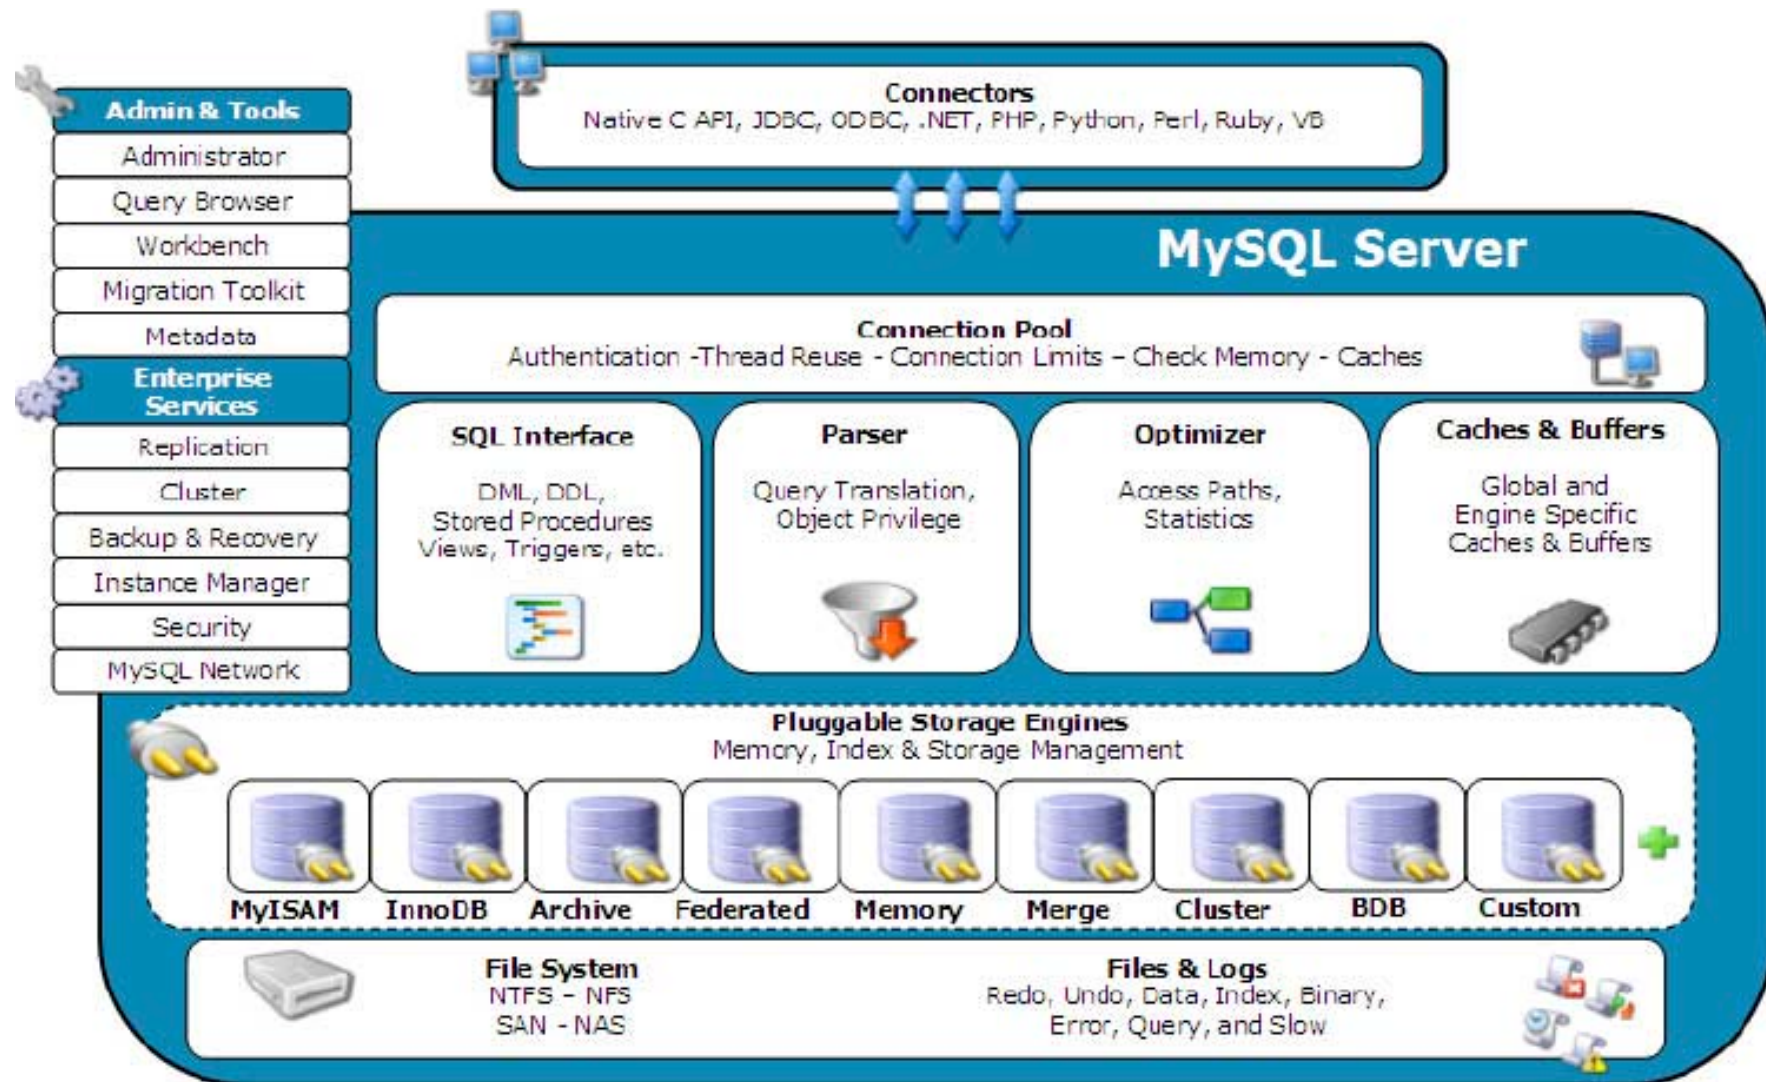 Connectors
Native C API, JDBC, ODBC, .NET, PHP, Python, Perl, Ruby, VB
Admin & Tools
Administrator
Query Browser
Workbench
Migration Toolkit
Metadata
Enterprise
Services
Replication
Cluster
Backup & Recovery
Instance Manager
Security
MySQL Network
MySQL Server
Connection Pool
Authentication -Thread Reuse - Connection Limits – Check Memory - Caches
SQL Interface
DML, DDL,
Stored Procedures
Views, Triggers, etc.
Parser
Query Translation,
Object Privilege
Optimizer
Access Paths,
Statistics
Caches & Buffers
Global and
Engine Specific
Caches & Buffers
Pluggable Storage Engines
Memory, Index & Storage Management
MyISAM
InnoDB
Archive
Federated
Memory
Merge
Cluster
BDB
Custom
File System
NTFS – NFS
SAN - NAS
Files & Logs
Redo, Undo, Data, Index, Binary,
Error, Query, and Slow